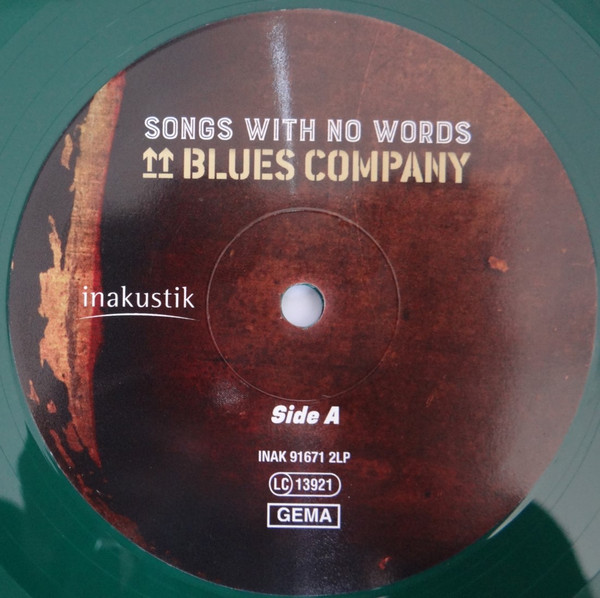 SONGS WITH NO WORDS
BLUES COMPANY
inakustik
Side A
INAK 91671 2LP
LC 13921
GEMA